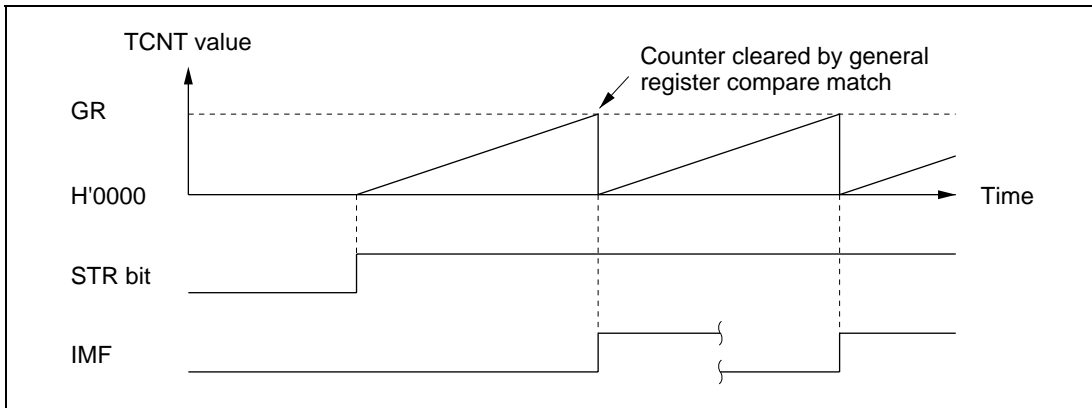 TCNT value
Counter cleared by general
register compare match
GR
H'0000
Time
STR bit
IMF